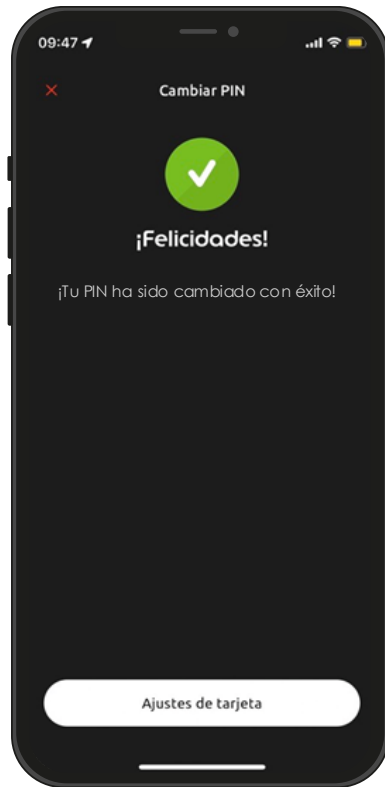 09:47
Cambiar PIN
¡Felicidades!
¡Tu PIN ha sido cambiado con éxito!
Ajustes de tarjeta